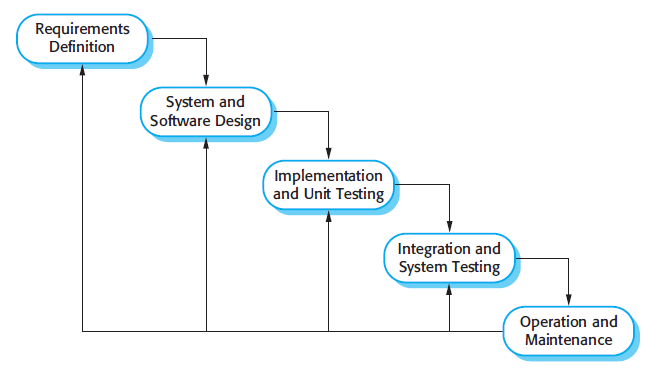 Requirements
Definition
System and
Software Design
Implementation
and Unit Testing
Integration and
System Testing
Operation and
Maintenance